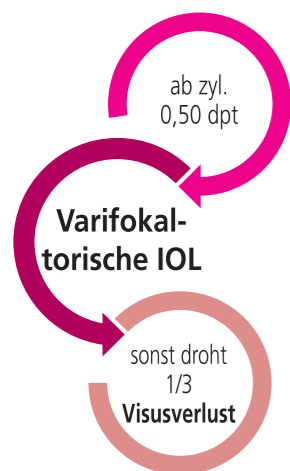 ab zyl.
0,50 dpt
Varifokal-
torische IOL
sonst droht
1/3
Visusverlust